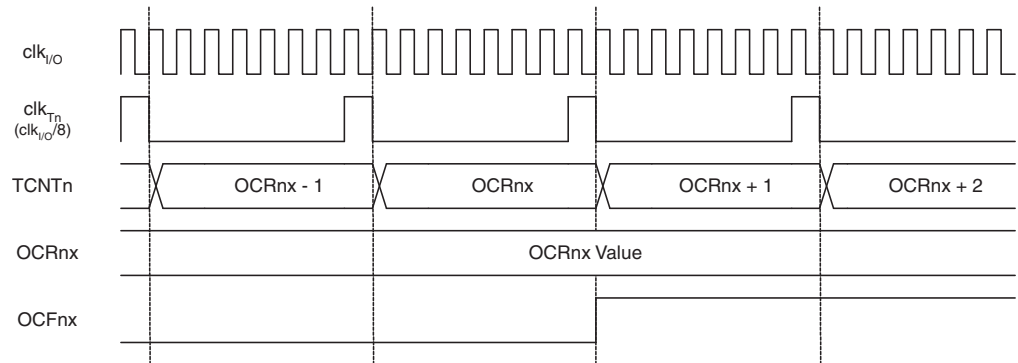 clkI/O
clkTn
(clkI/O/8)
TCNTn OCRnx - 1 OCRnx OCRnx + 1 OCRnx + 2
OCRnx OCRnx Value
OCFnx